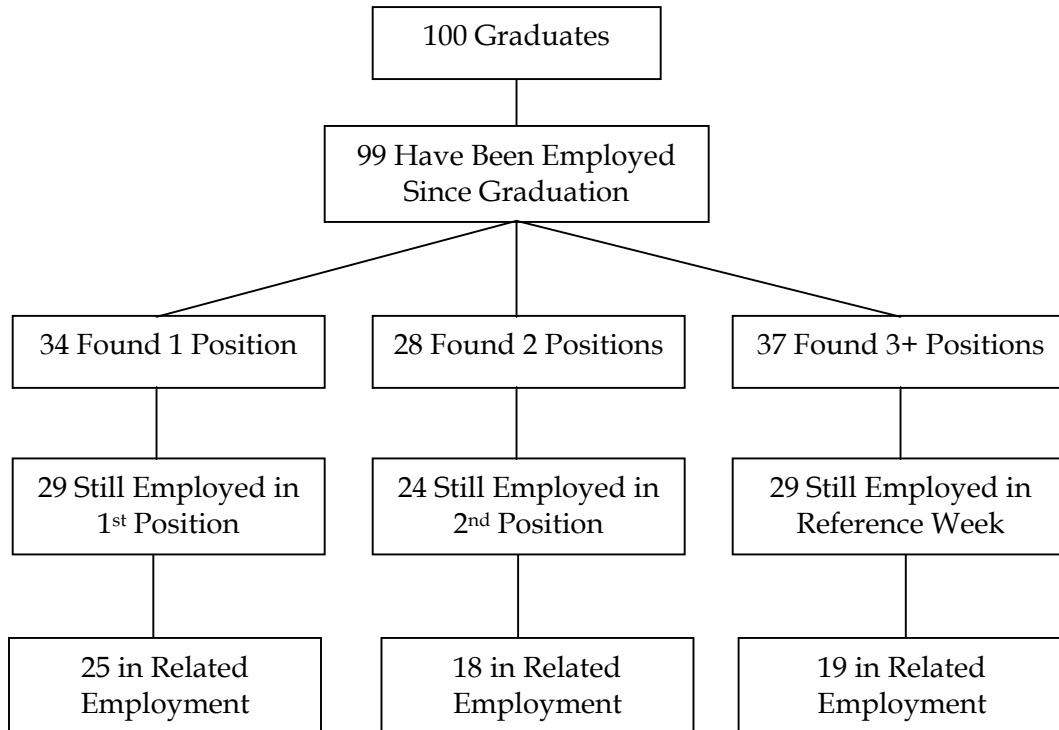 100 Graduates
99 Have Been Employed
Since Graduation
34 Found 1 Position
28 Found 2 Positions
37 Found 3+ Positions
29 Still Employed in
1st Position
24 Still Employed in
2nd Position
29 Still Employed in
Reference Week
25 in Related
Employment
18 in Related
Employment
19 in Related
Employment